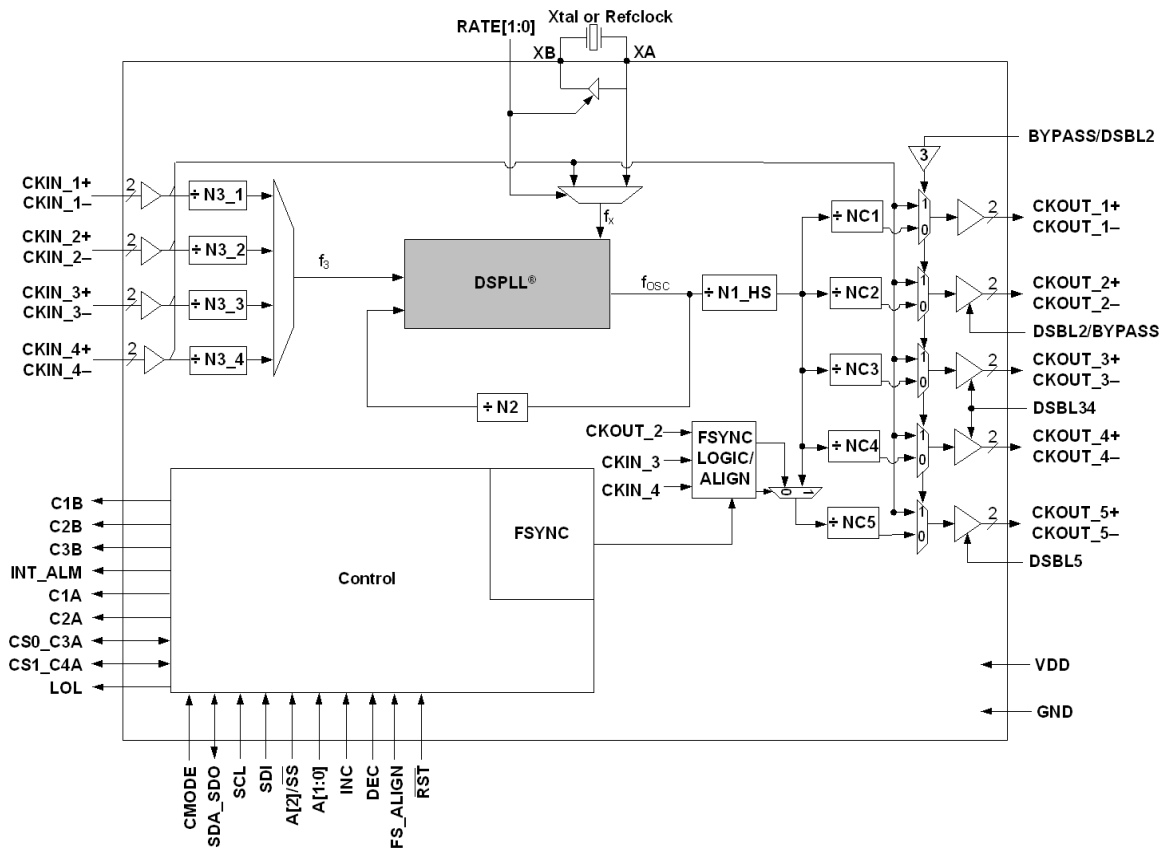 Xtal or Refclock
RATE[1:0]
XB
XA
BYPASS/DSBL2
3
CKIN_1+
CKIN_1–
2
÷ N3_1
CKIN_2+
CKIN_2–
2
÷ N3_2
CKIN_3+
CKIN_3–
2
÷ N3_3
CKIN_4+
CKIN_4–
2
÷ N3_4
f3
fx
DSPLL®
fOSC
÷ N1_HS
÷ N2
÷ NC1
1
0
2
CKOUT_1+
CKOUT_1–
÷ NC2
1
0
2
CKOUT_2+
CKOUT_2–
DSBL2/BYPASS
÷ NC3
1
0
2
CKOUT_3+
CKOUT_3–
DSBL34
÷ NC4
1
0
2
CKOUT_4+
CKOUT_4–
CKOUT_2
CKIN_3
CKIN_4
FSYNC
LOGIC/
ALIGN
0
1
÷ NC5
1
0
2
CKOUT_5+
CKOUT_5–
DSBL5
FSYNC
Control
C1B
C2B
C3B
INT_ALM
C1A
C2A
CS0_C3A
CS1_C4A
LOL
VDD
GND
CMODE
SDA_SDO
SCL
SDI
A[2]/S̅S̅
A[1:0]
INC
DEC
FS_ALIGN
R̅S̅T̅